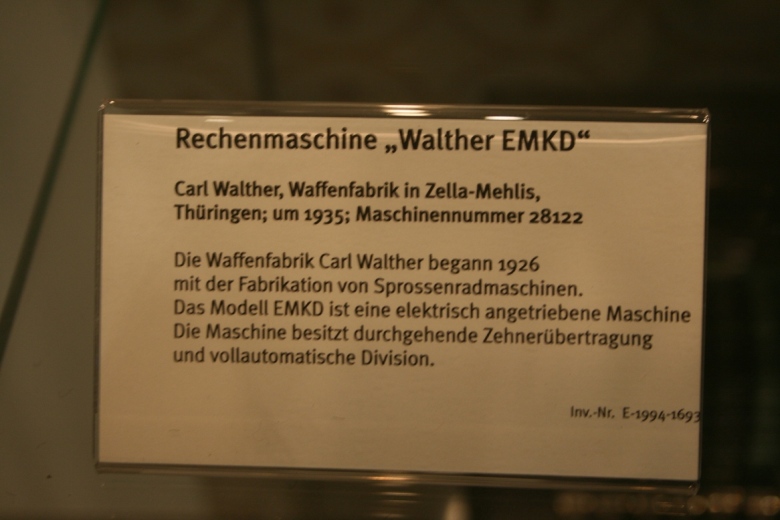 Rechenmaschine „Walther EMKD“
Carl Walther, Waffenfabrik in Zella-Mehlis,
Thüringen; um 1935; Maschinennummer 28122
Die Waffenfabrik Carl Walther begann 1926
mit der Fabrikation von Sprossenradmaschinen.
Das Modell EMKD ist eine elektrisch angetriebene Maschine
Die Maschine besitzt durchgehende Zehnerübertragung
und vollautomatische Division.
Inv.-Nr. E-1994-1693